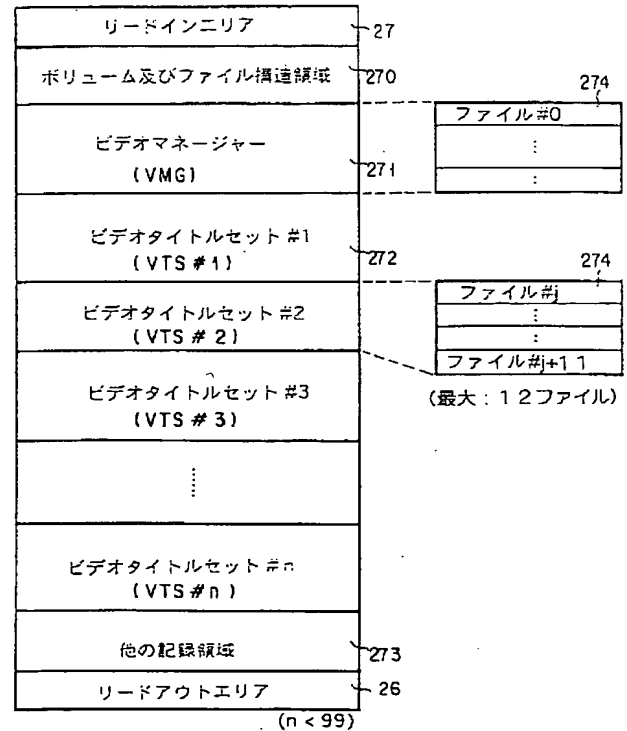 リードインエリア
27
ボリューム及びファイル構造領域
270
274
ファイル#0
⋮
⋮
ビデオマネージャー
(VMG)
271
ビデオタイトルセット #1
(VTS #1)
272
274
ファイル#j
⋮
⋮
ファイル#j+11
(最大：12ファイル)
ビデオタイトルセット #2
(VTS # 2)
ビデオタイトルセット #3
(VTS # 3)
⋮
ビデオタイトルセット #n
(VTS #n)
他の記録領域
273
リードアウトエリア
26
(n < 99)